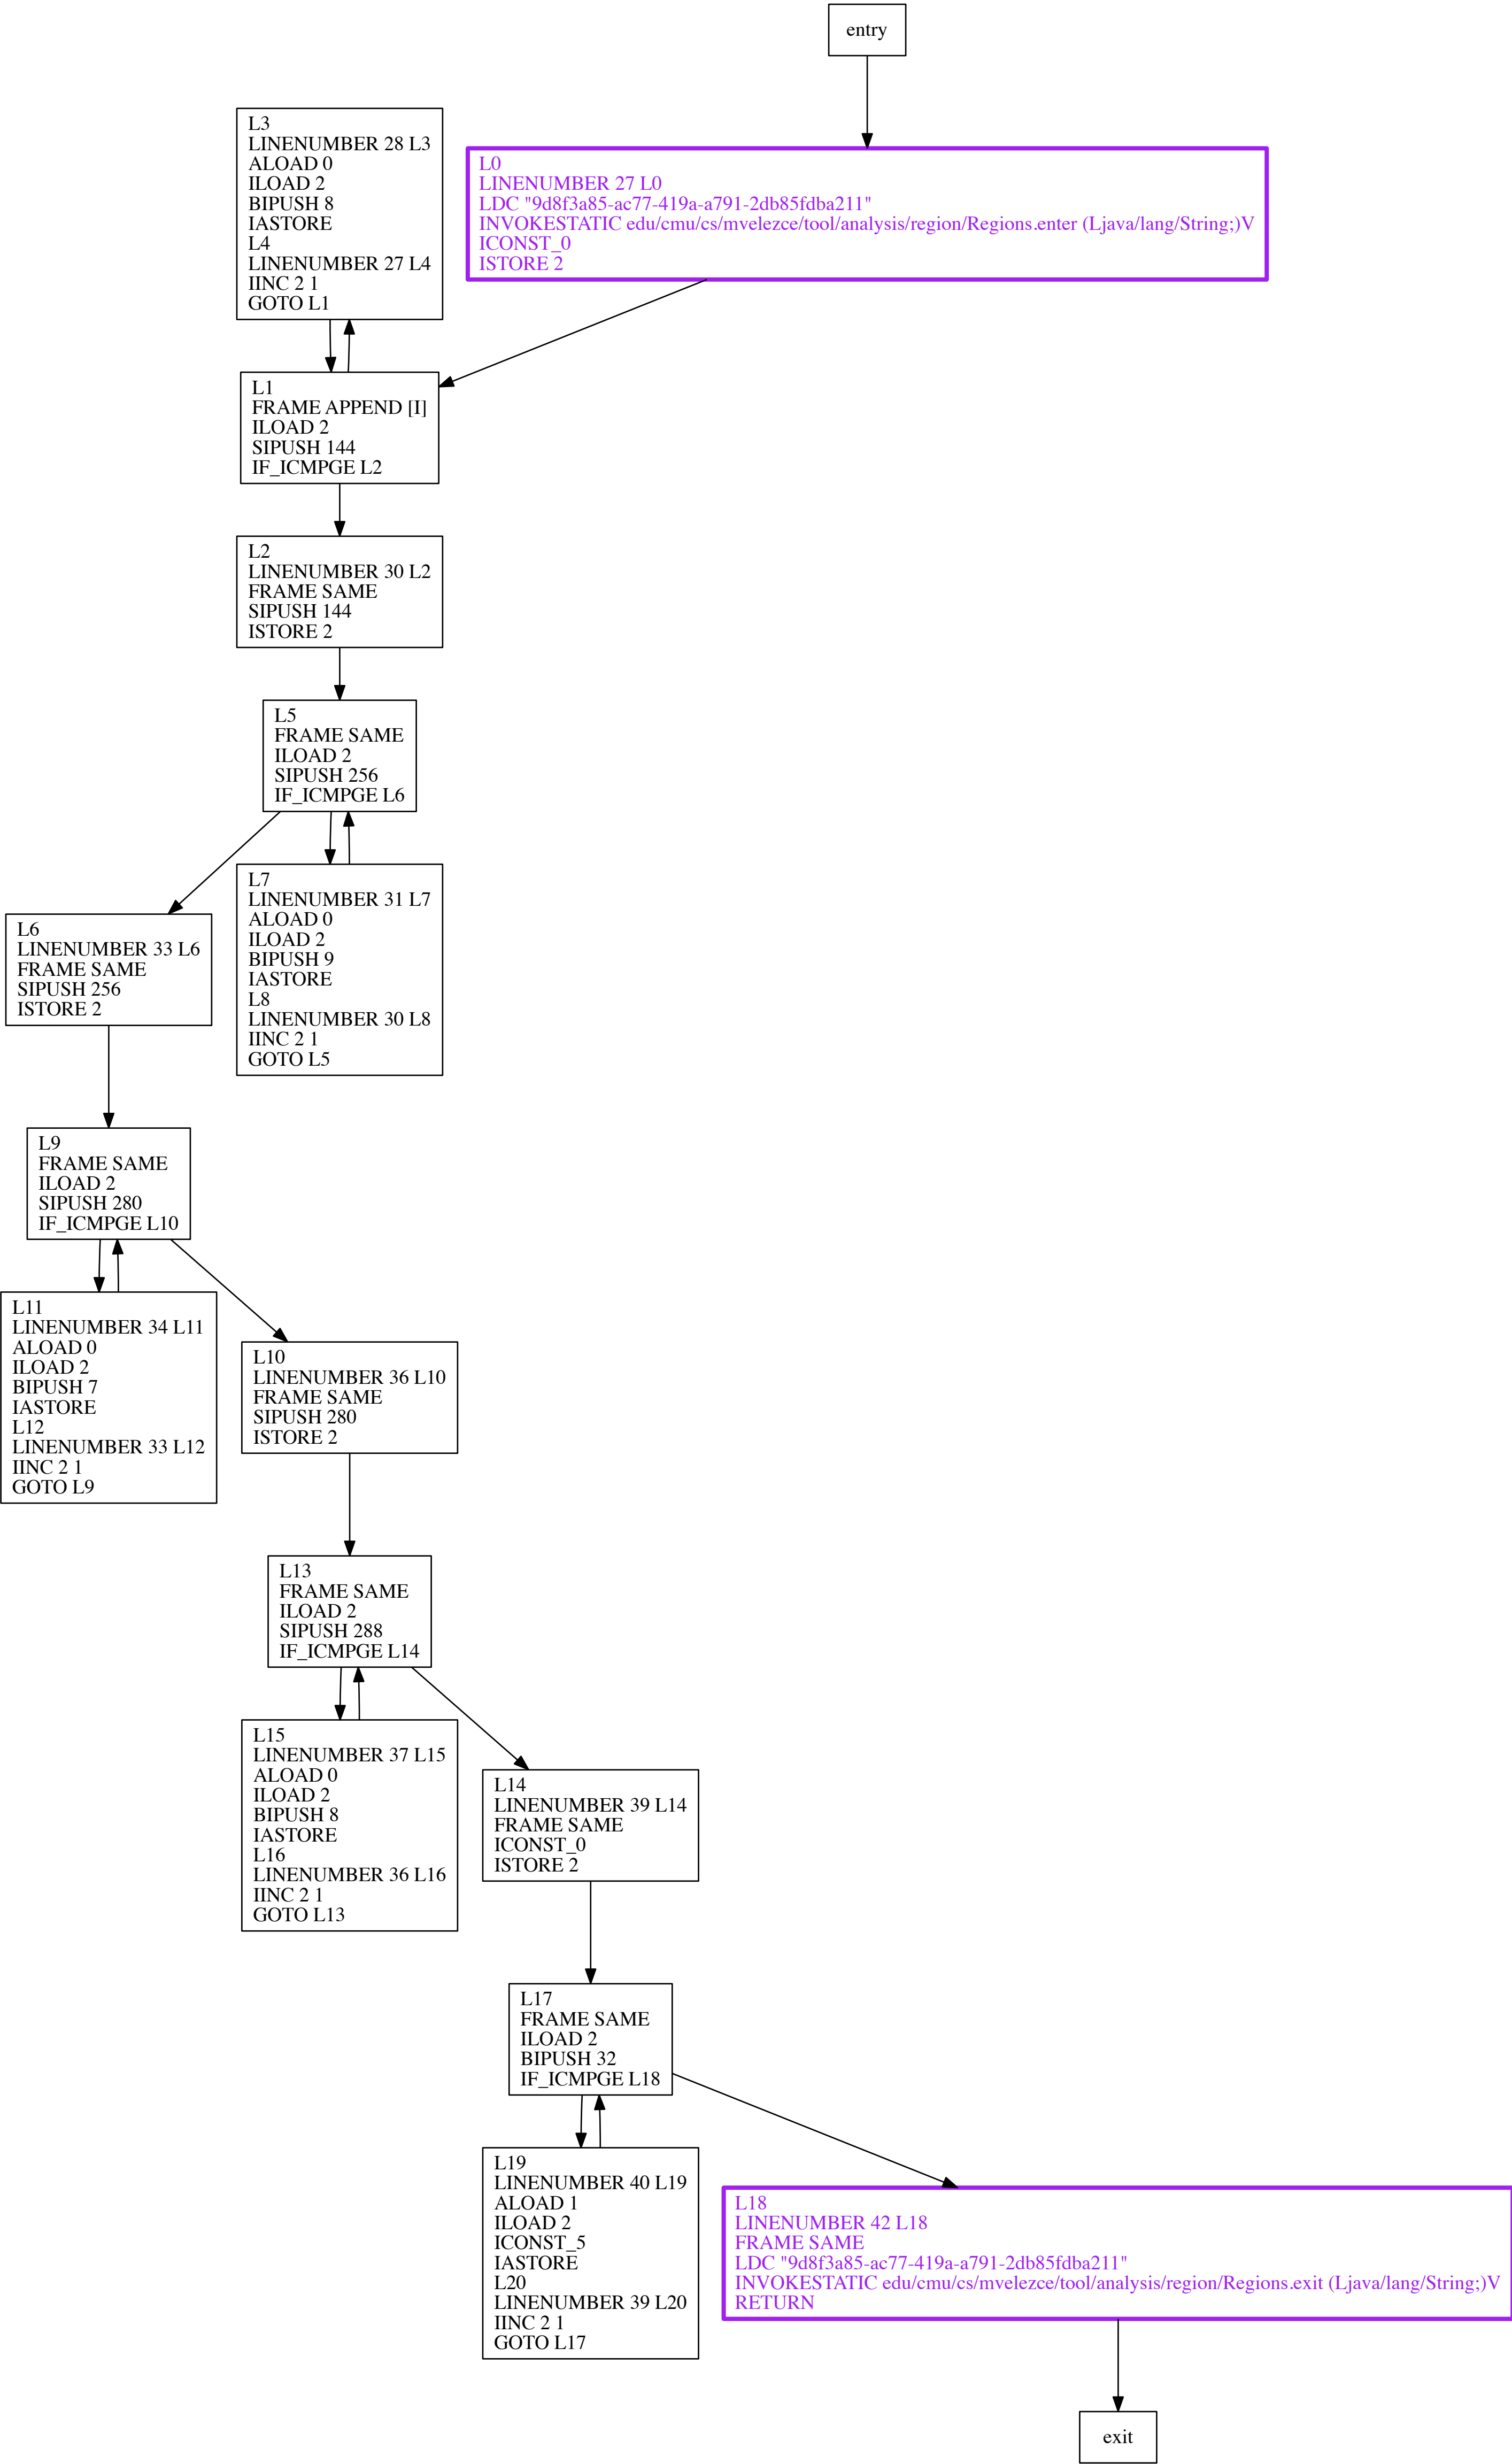 entry
L3
LINENUMBER 28 L3
ALOAD 0
ILOAD 2
BIPUSH 8
IASTORE
L4
LINENUMBER 27 L4
IINC 2 1
GOTO L1
L0
LINENUMBER 27 L0
LDC "9d8f3a85-ac77-419a-a791-2db85fdba211"
INVOKESTATIC edu/cmu/cs/mvelezce/tool/analysis/region/Regions.enter (Ljava/lang/String;)V
ICONST_0
ISTORE 2
L1
FRAME APPEND [I]
ILOAD 2
SIPUSH 144
IF_ICMPGE L2
L2
LINENUMBER 30 L2
FRAME SAME
SIPUSH 144
ISTORE 2
L5
FRAME SAME
ILOAD 2
SIPUSH 256
IF_ICMPGE L6
L7
LINENUMBER 31 L7
ALOAD 0
ILOAD 2
BIPUSH 9
IASTORE
L8
LINENUMBER 30 L8
IINC 2 1
GOTO L5
L6
LINENUMBER 33 L6
FRAME SAME
SIPUSH 256
ISTORE 2
L9
FRAME SAME
ILOAD 2
SIPUSH 280
IF_ICMPGE L10
L11
LINENUMBER 34 L11
ALOAD 0
ILOAD 2
BIPUSH 7
IASTORE
L12
LINENUMBER 33 L12
IINC 2 1
GOTO L9
L10
LINENUMBER 36 L10
FRAME SAME
SIPUSH 280
ISTORE 2
L13
FRAME SAME
ILOAD 2
SIPUSH 288
IF_ICMPGE L14
L15
LINENUMBER 37 L15
ALOAD 0
ILOAD 2
BIPUSH 8
IASTORE
L16
LINENUMBER 36 L16
IINC 2 1
GOTO L13
L14
LINENUMBER 39 L14
FRAME SAME
ICONST_0
ISTORE 2
L17
FRAME SAME
ILOAD 2
BIPUSH 32
IF_ICMPGE L18
L19
LINENUMBER 40 L19
ALOAD 1
ILOAD 2
ICONST_5
IASTORE
L20
LINENUMBER 39 L20
IINC 2 1
GOTO L17
L18
LINENUMBER 42 L18
FRAME SAME
LDC "9d8f3a85-ac77-419a-a791-2db85fdba211"
INVOKESTATIC edu/cmu/cs/mvelezce/tool/analysis/region/Regions.exit (Ljava/lang/String;)V
RETURN
exit